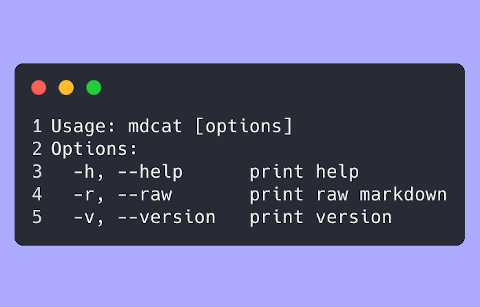 1 Usage: mdcat [options]
2 Options:
3   -h, --help      print help
4   -r, --raw       print raw markdown
5   -v, --version   print version